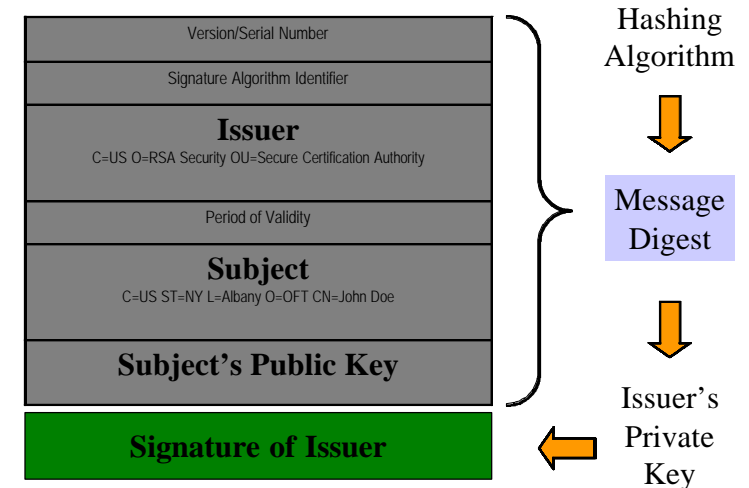 Version/Serial Number
Signature Algorithm Identifier
Issuer
C=US O=RSA Security OU=Secure Certification Authority
Period of Validity
Subject
C=US ST=NY L=Albany O=OFT CN=John Doe
Subject's Public Key
Signature of Issuer
Hashing
Algorithm
Message
Digest
Issuer's
Private
Key